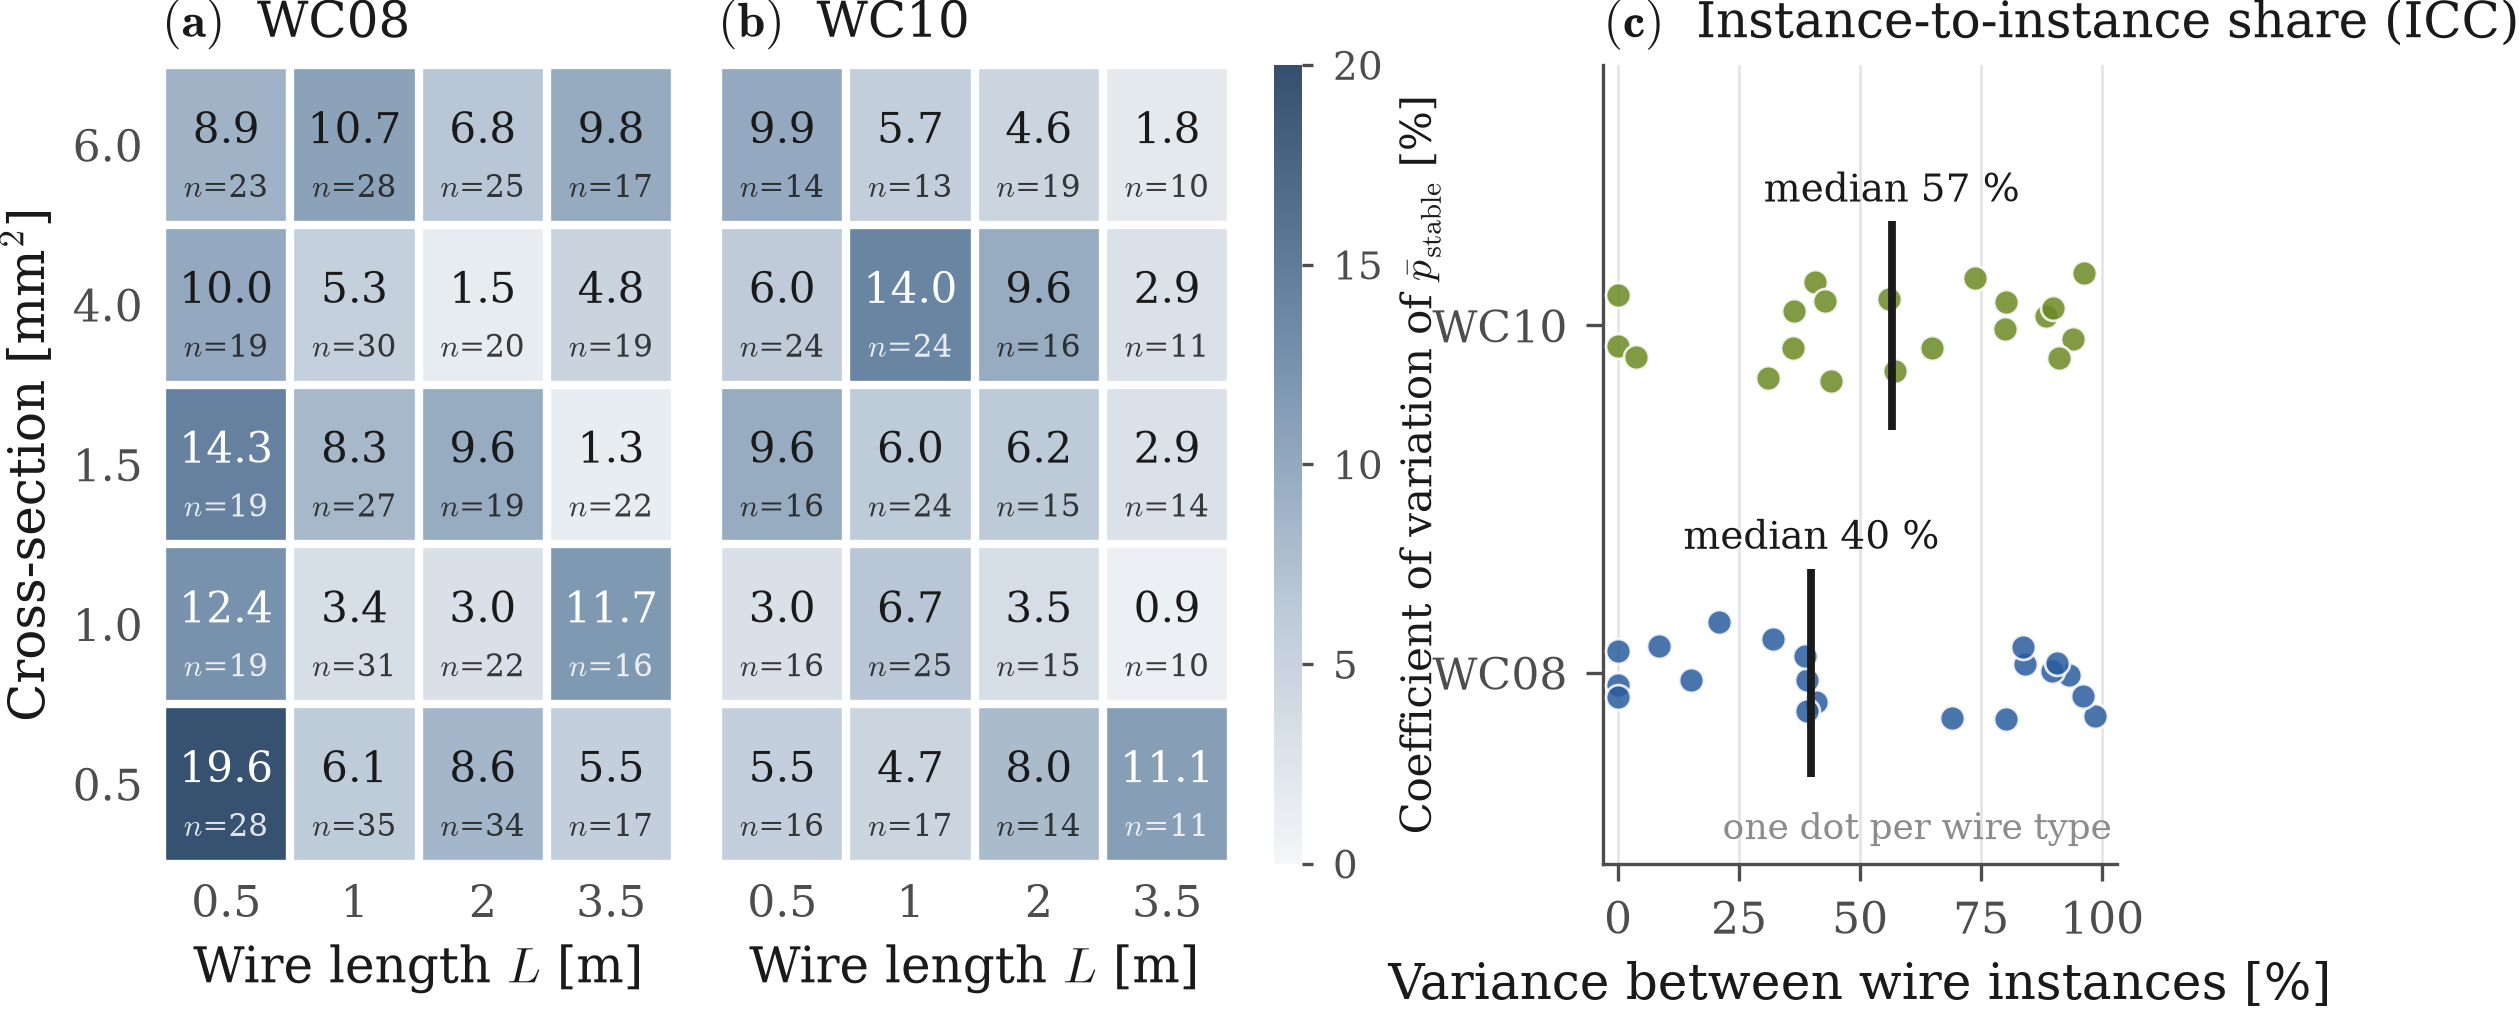 (a) WC08
(b) WC10
(c) Instance-to-instance share (ICC)
Cross-section [mm²]
6.0
8.9 10.7 6.8 9.8
n=23 n=28 n=25 n=17
9.9 5.7 4.6 1.8
n=14 n=13 n=19 n=10
4.0
10.0 5.3 1.5 4.8
n=19 n=30 n=20 n=19
6.0 14.0 9.6 2.9
n=24 n=24 n=16 n=11
1.5
14.3 8.3 9.6 1.3
n=19 n=27 n=19 n=22
9.6 6.0 6.2 2.9
n=16 n=24 n=15 n=14
1.0
12.4 3.4 3.0 11.7
n=19 n=31 n=22 n=16
3.0 6.7 3.5 0.9
n=16 n=25 n=15 n=10
0.5
19.6 6.1 8.6 5.5
n=28 n=35 n=34 n=17
5.5 4.7 8.0 11.1
n=16 n=17 n=14 n=11
0.5 1 2 3.5
Wire length L [m]
0.5 1 2 3.5
Wire length L [m]
20
15
10
5
0
Coefficient of variation of p̄stable [%]
median 57 %
WC10
median 40 %
WC08
one dot per wire type
0 25 50 75 100
Variance between wire instances [%]